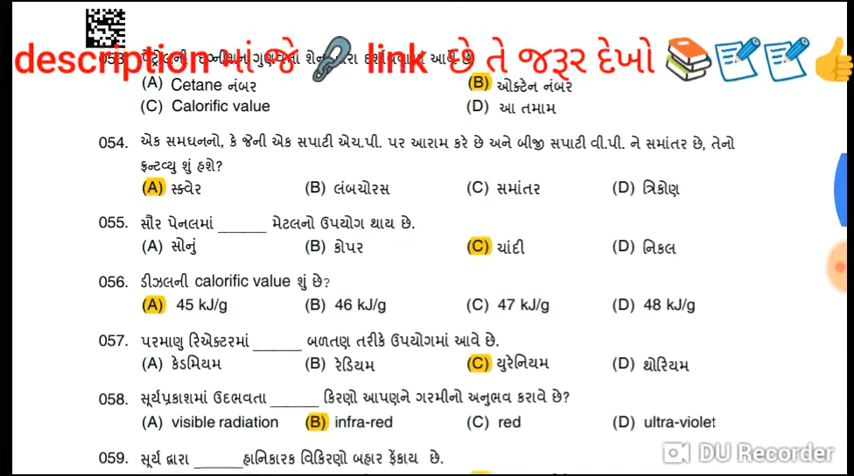 description માં જે link છે તે જરૂર દેખો
053.
(A) Cetane નંબર (B) ઓક્ટેન નંબર
(C) Calorific value (D) આ તમામ
054. એક સમઘનનો, કે જેની એક સપાટી એચ.પી. પર આરામ કરે છે અને બીજી સપાટી વી.પી. ને સમાંતર છે, તેનો
ફ્રન્ટવ્યુ શું હશે?
(A) સ્ક્વેર (B) લંબચોરસ (C) સમાંતર (D) ત્રિકોણ
055. સૌર પેનલમાં ______ મેટલનો ઉપયોગ થાય છે.
(A) સોનું (B) કોપર (C) ચાંદી (D) નિકલ
056. ડીઝલની calorific value શું છે?
(A) 45 kJ/g (B) 46 kJ/g (C) 47 kJ/g (D) 48 kJ/g
057. પરમાણુ રિએક્ટરમાં ______ બળતણ તરીકે ઉપયોગમાં આવે છે.
(A) કેડમિયમ (B) રેડિયમ (C) યુરેનિયમ (D) થોરિયમ
058. સૂર્યપ્રકાશમાં ઉદભવતા ______ કિરણો આપણને ગરમીનો અનુભવ કરાવે છે?
(A) visible radiation (B) infra-red (C) red (D) ultra-violet
059. સૂર્ય દ્વારા ______ હાનિકારક વિકિરણો બહાર ફેંકાય છે.
DU Recorder